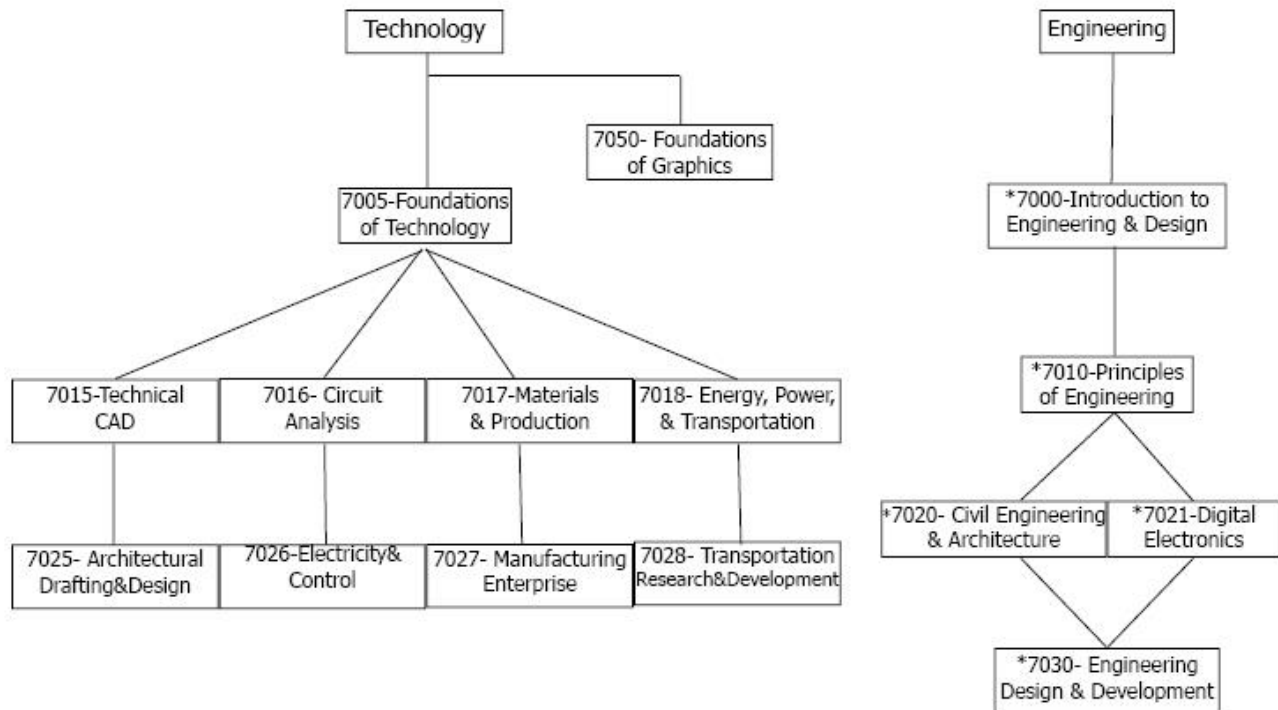 Technology
Engineering
7050- Foundations
of Graphics
7005-Foundations
of Technology
*7000-Introduction to
Engineering & Design
7015-Technical
CAD
7016- Circuit
Analysis
7017-Materials
& Production
7018- Energy, Power,
& Transportation
*7010-Principles
of Engineering
7025- Architectural
Drafting&Design
7026-Electricity&
Control
7027- Manufacturing
Enterprise
7028- Transportation
Research&Development
*7020- Civil Engineering
& Architecture
*7021-Digital
Electronics
*7030- Engineering
Design & Development